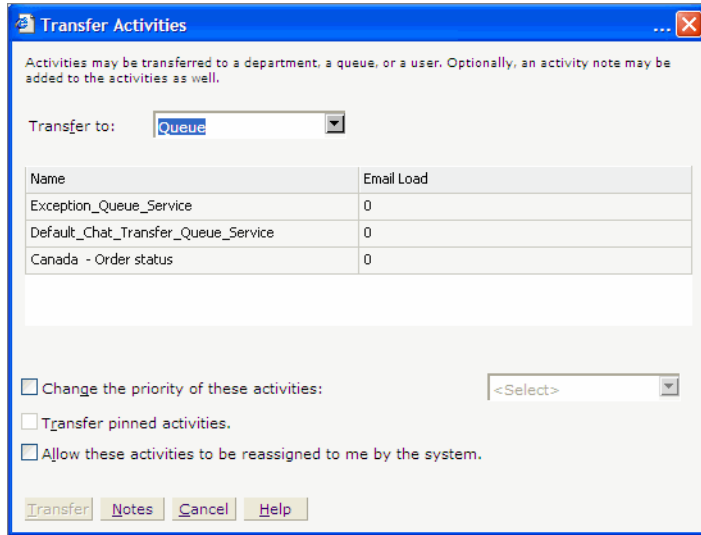 Transfer Activities ...
Activities may be transferred to a department, a queue, or a user. Optionally, an activity note may be
added to the activities as well.
Transfer to: Queue
Name Email Load
Exception_Queue_Service 0
Default_Chat_Transfer_Queue_Service 0
Canada - Order status 0
Change the priority of these activities: <Select>
Transfer pinned activities.
Allow these activities to be reassigned to me by the system.
Transfer Notes Cancel Help